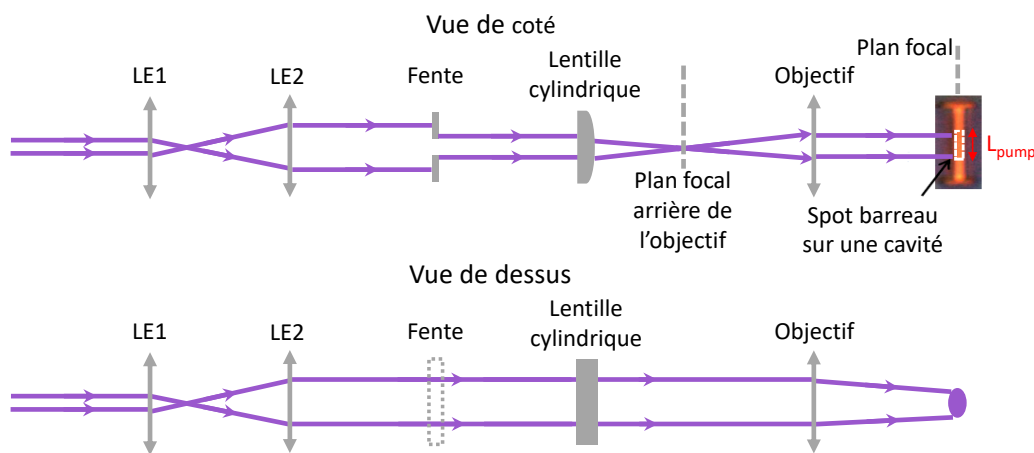 Vue de coté
LE1
LE2
Fente
Lentille
cylindrique
Objectif
Plan focal
L_pump
Plan focal
arrière de
l'objectif
Spot barreau
sur une cavité
Vue de dessus
LE1
LE2
Fente
Lentille
cylindrique
Objectif